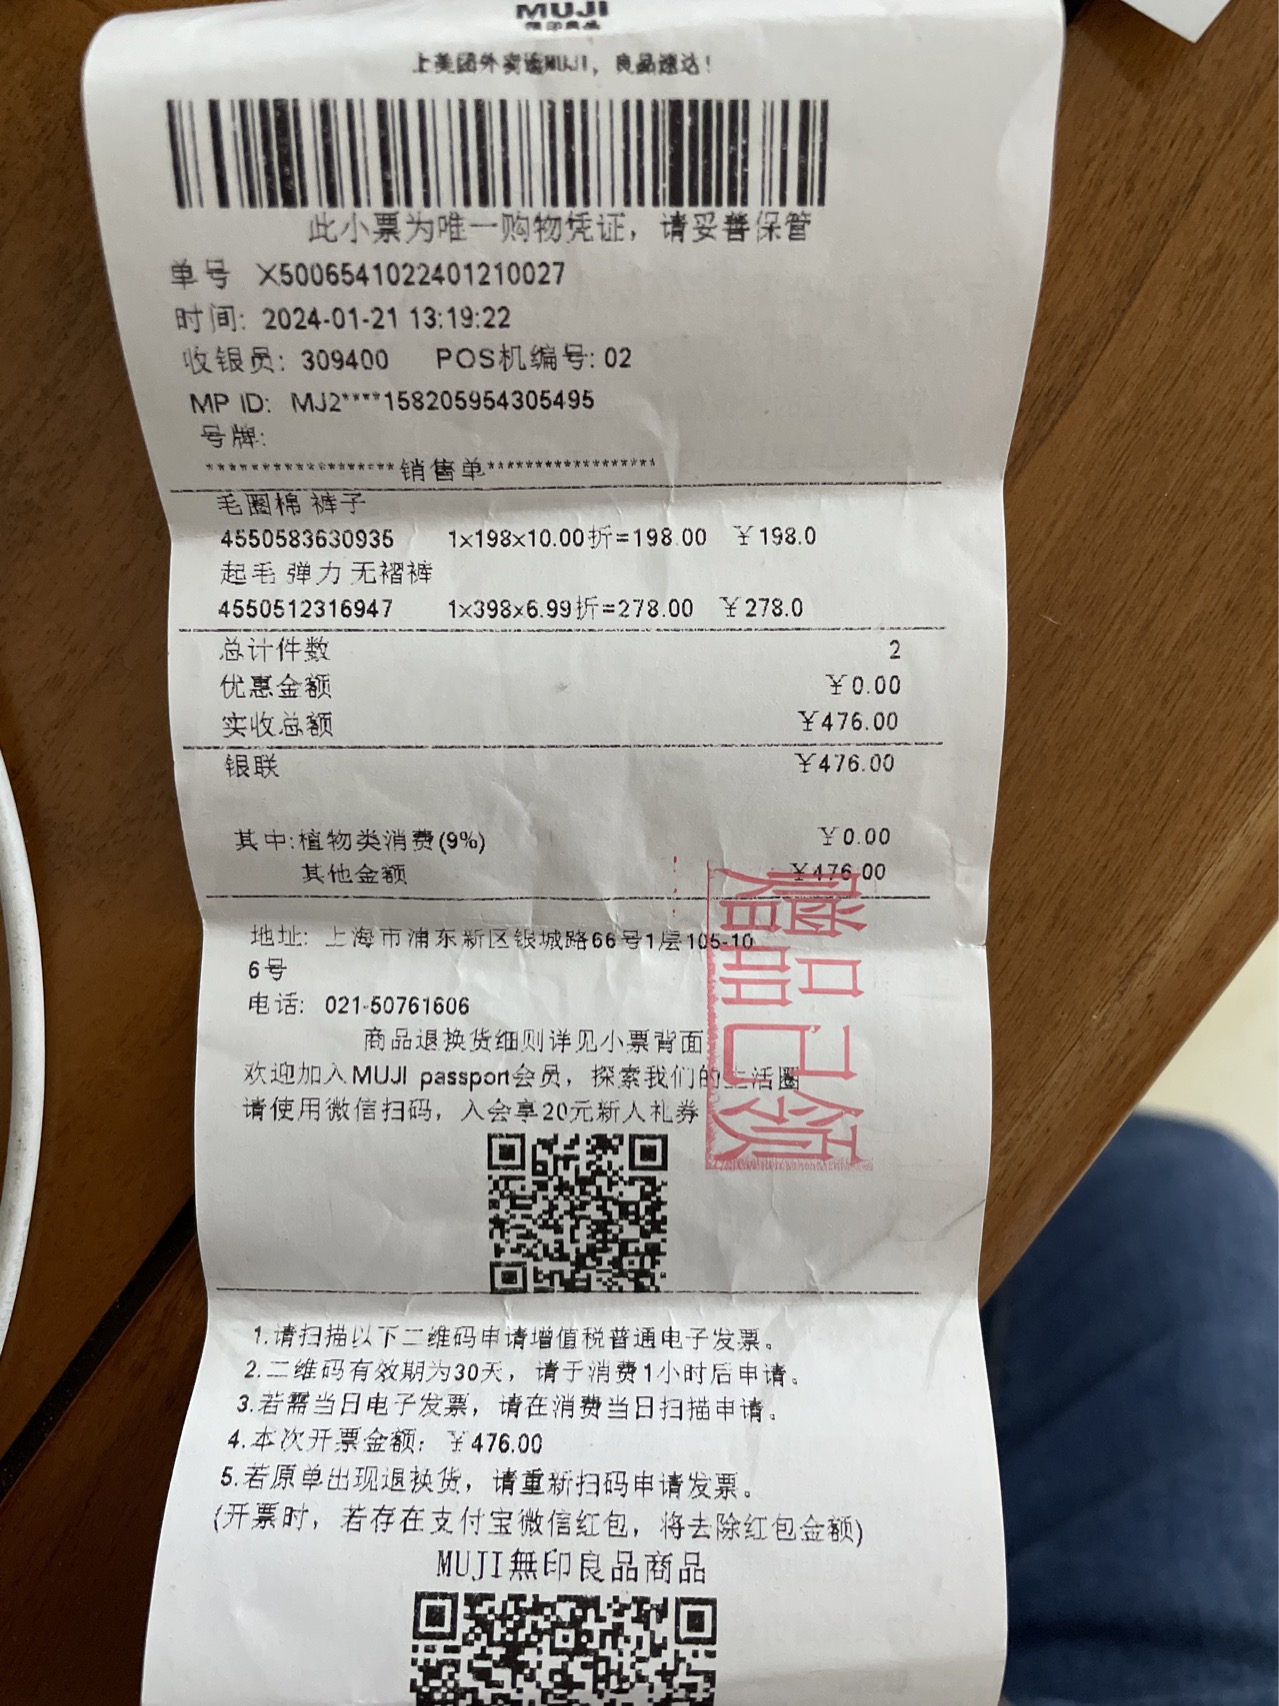 MUJI
無印良品
上美团外卖逛MUJI，良品速达！
此小票为唯一购物凭证，请妥善保管
单号 X5006541022401210027
时间: 2024-01-21 13:19:22
收银员: 309400 POS机编号: 02
MP ID: MJ2****158205954305495
号牌:
********************销售单******************
毛圈棉 裤子
4550583630935 1x198x10.00折=198.00 ￥198.0
起毛 弹力 无褶裤
4550512316947 1x398x6.99折=278.00 ￥278.0
总计件数 2
优惠金额 ￥0.00
实收总额 ￥476.00
银联 ￥476.00
其中:植物类消费(9%) ￥0.00
其他金额 ￥476.00
地址: 上海市浦东新区银城路66号1层105-10
6号
电话: 021-50761606
商品退换货细则详见小票背面
欢迎加入MUJI passport会员，探索我们的生活圈
请使用微信扫码，入会享20元新人礼券
赠品已领
1.请扫描以下二维码申请增值税普通电子发票。
2.二维码有效期为30天，请于消费1小时后申请。
3.若需当日电子发票，请在消费当日扫描申请。
4.本次开票金额: ￥476.00
5.若原单出现退换货，请重新扫码申请发票。
(开票时，若存在支付宝微信红包，将去除红包金额)
MUJI無印良品商品